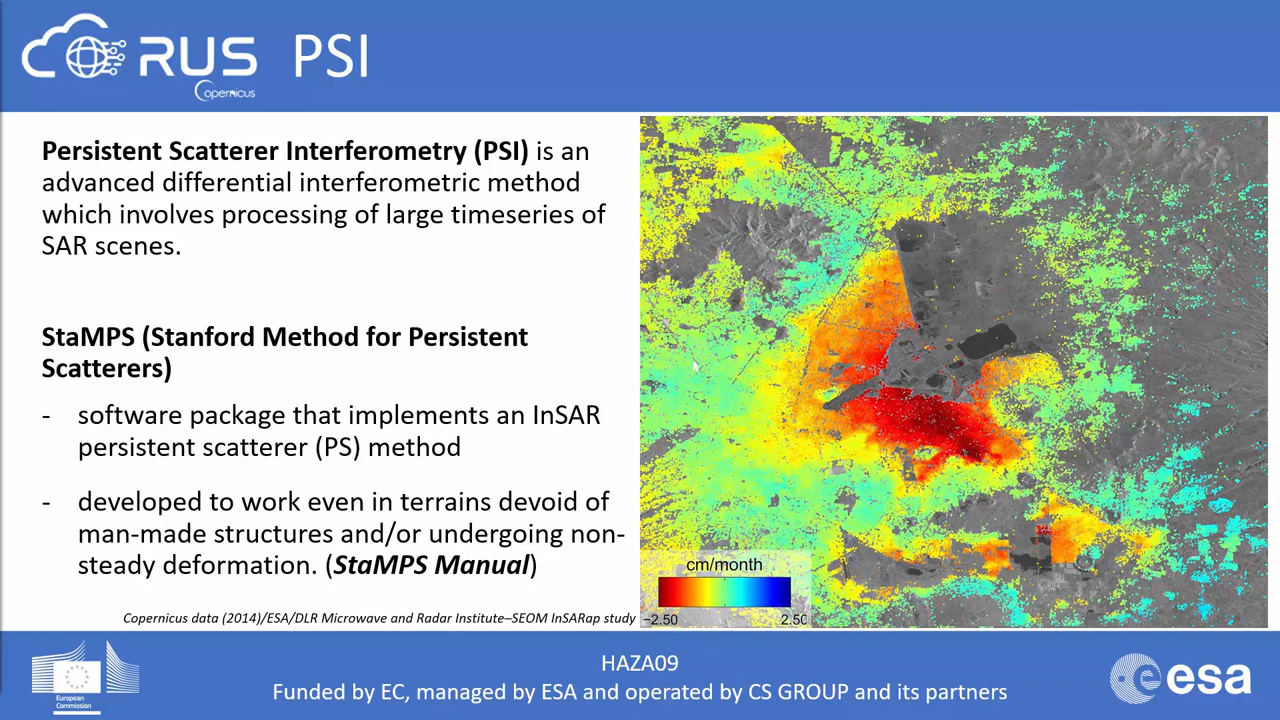 RUS PSI
Copernicus
Persistent Scatterer Interferometry (PSI) is an
advanced differential interferometric method
which involves processing of large timeseries of
SAR scenes.
StaMPS (Stanford Method for Persistent
Scatterers)
- software package that implements an InSAR
persistent scatterer (PS) method
- developed to work even in terrains devoid of
man-made structures and/or undergoing non-
steady deformation. (StaMPS Manual)
cm/month
−2.50 2.50
Copernicus data (2014)/ESA/DLR Microwave and Radar Institute–SEOM InSARap study
HAZA09
Funded by EC, managed by ESA and operated by CS GROUP and its partners
European
Commission
esa